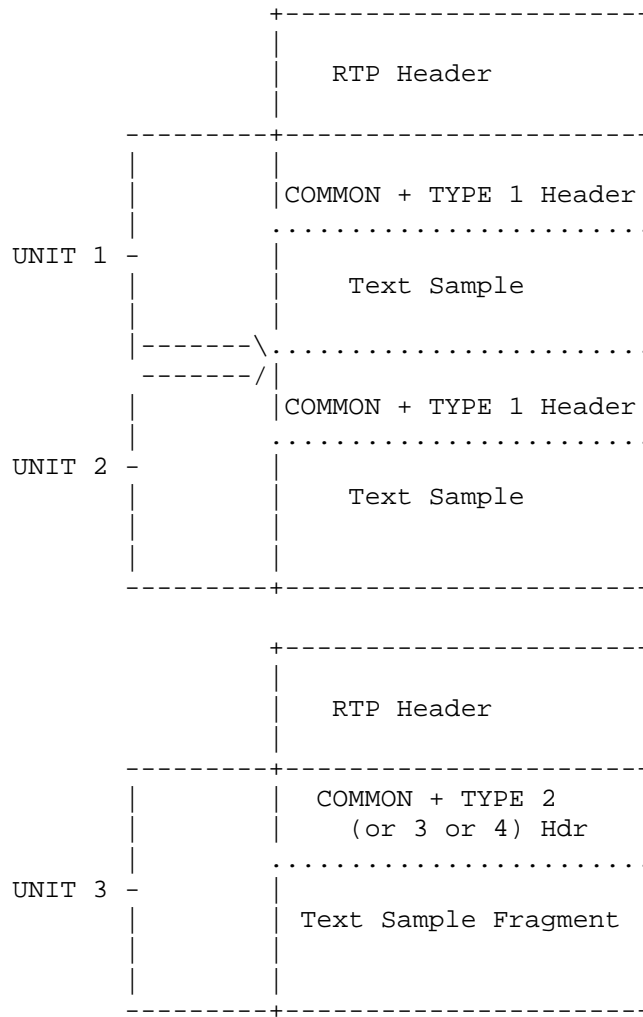 RTP Header
COMMON + TYPE 1 Header
UNIT 1
Text Sample
COMMON + TYPE 1 Header
UNIT 2
Text Sample
RTP Header
COMMON + TYPE 2
(or 3 or 4) Hdr
UNIT 3
Text Sample Fragment